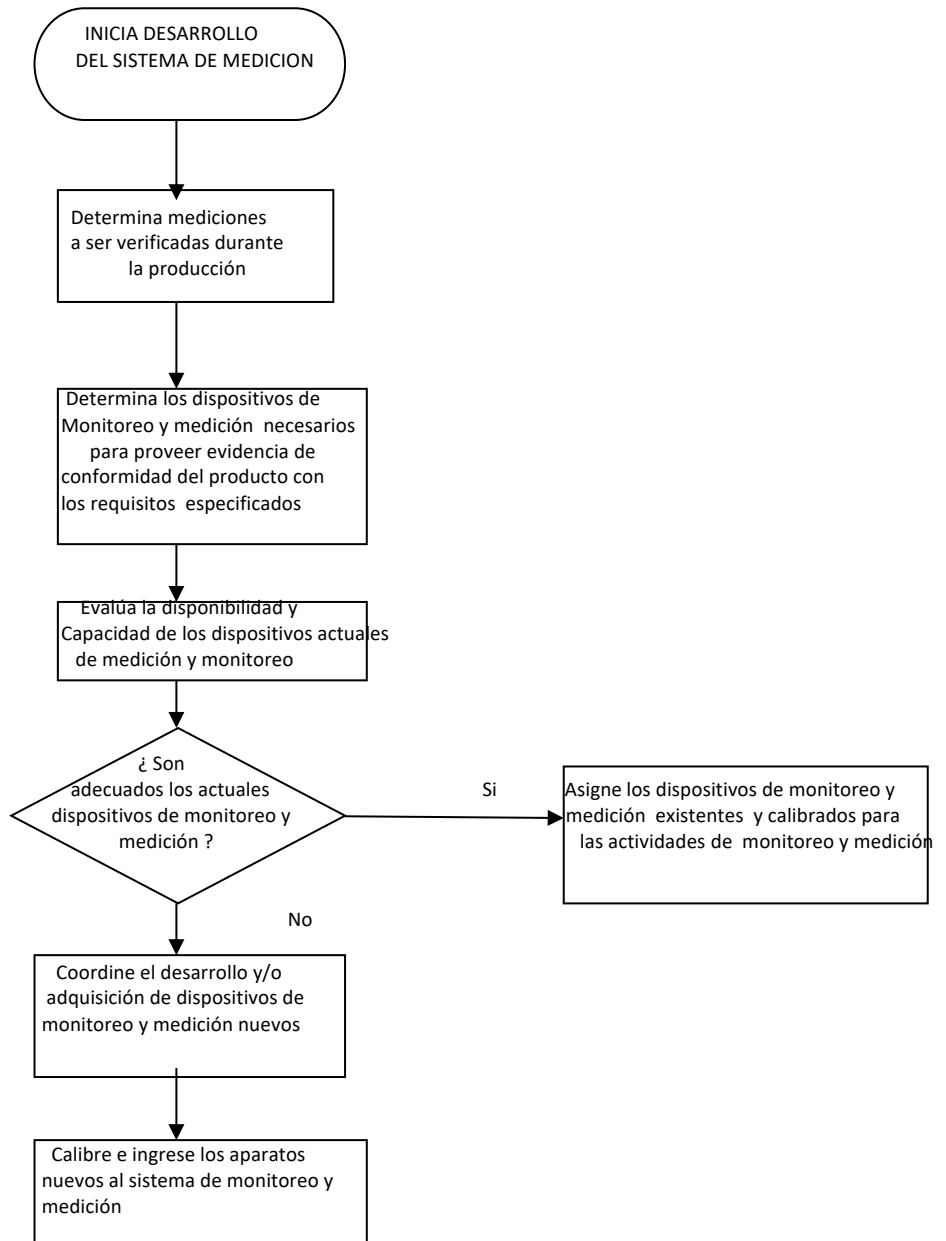 INICIA DESARROLLO
DEL SISTEMA DE MEDICION
Determina mediciones
a ser verificadas durante
la producción
Determina los dispositivos de
Monitoreo y medición necesarios
para proveer evidencia de
conformidad del producto con
los requisitos especificados
Evalúa la disponibilidad y
Capacidad de los dispositivos actuales
de medición y monitoreo
¿ Son
adecuados los actuales
dispositivos de monitoreo y
medición ?
Si
Asigne los dispositivos de monitoreo y
medición existentes y calibrados para
las actividades de monitoreo y medición
No
Coordine el desarrollo y/o
adquisición de dispositivos de
monitoreo y medición nuevos
Calibre e ingrese los aparatos
nuevos al sistema de monitoreo y
medición